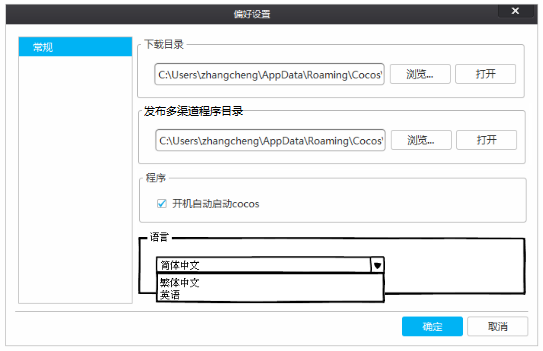 偏好设置
常规
下载目录
C:\Users\zhangcheng\AppData\Roaming\Cocos\
浏览...
打开
发布多渠道程序目录
C:\Users\zhangcheng\AppData\Roaming\Cocos\
浏览...
打开
程序
开机自动启动cocos
语言
简体中文
繁体中文
英语
确定
取消